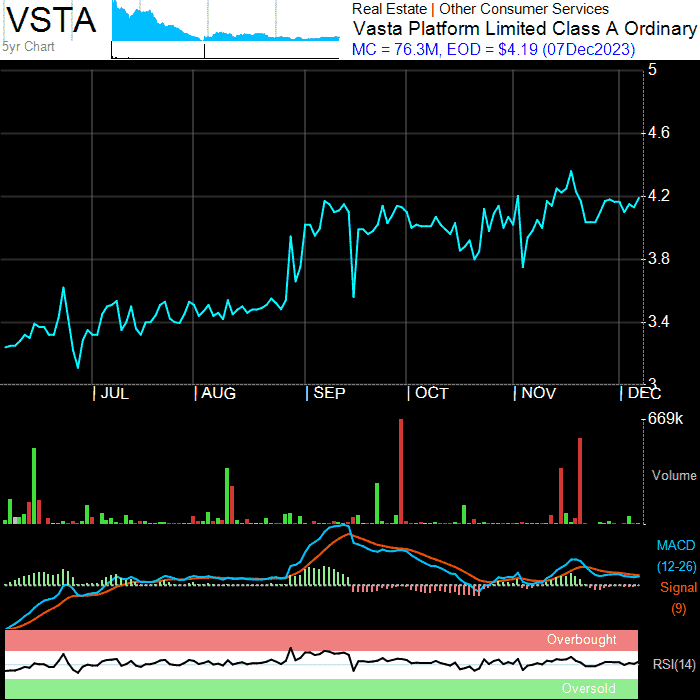 VSTA
5yr Chart
Real Estate | Other Consumer Services
Vasta Platform Limited Class A Ordinary
MC = 76.3M, EOD = $4.19 (07Dec2023)
5
4.6
4.2
3.8
3.4
3
JUL
AUG
SEP
OCT
NOV
DEC
669k
Volume
MACD
(12-26)
Signal
(9)
Overbought
RSI(14)
Oversold